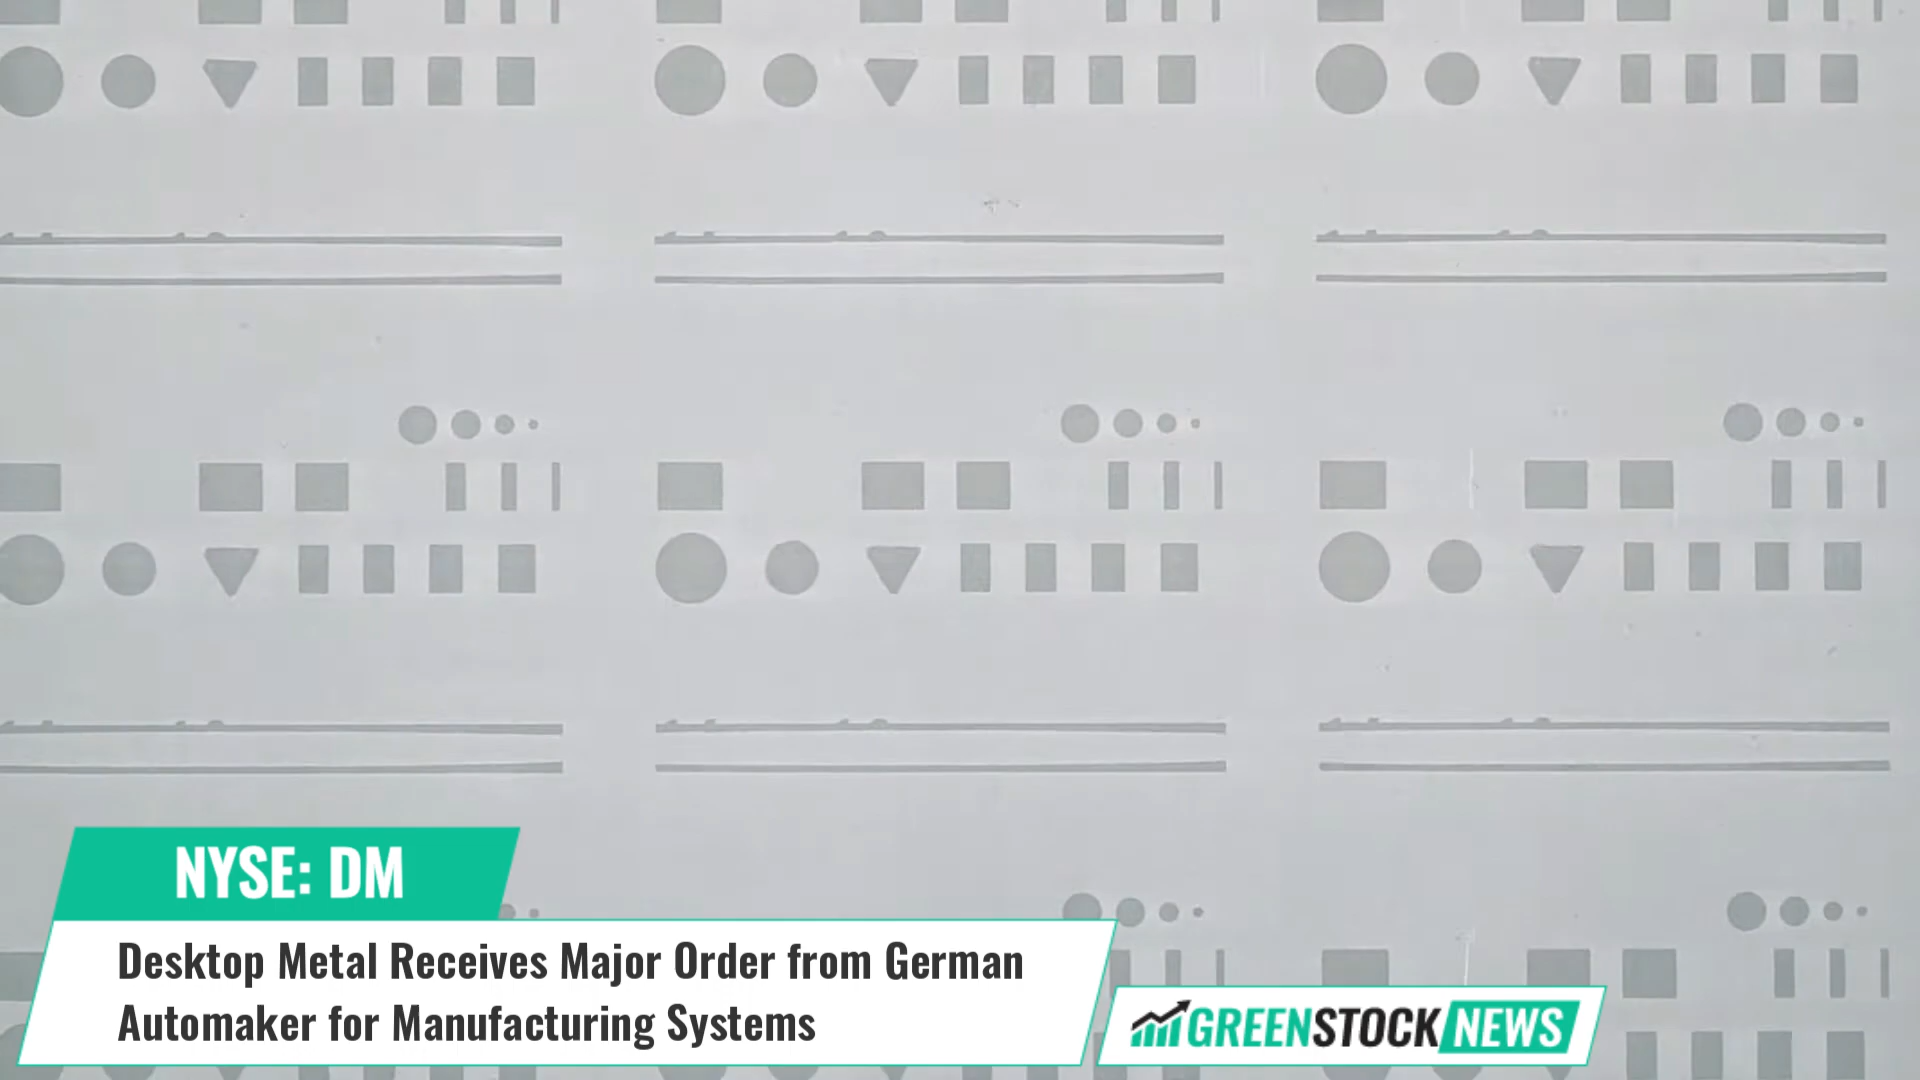 NYSE: DM
Desktop Metal Receives Major Order from German
Automaker for Manufacturing Systems
GREENSTOCK NEWS